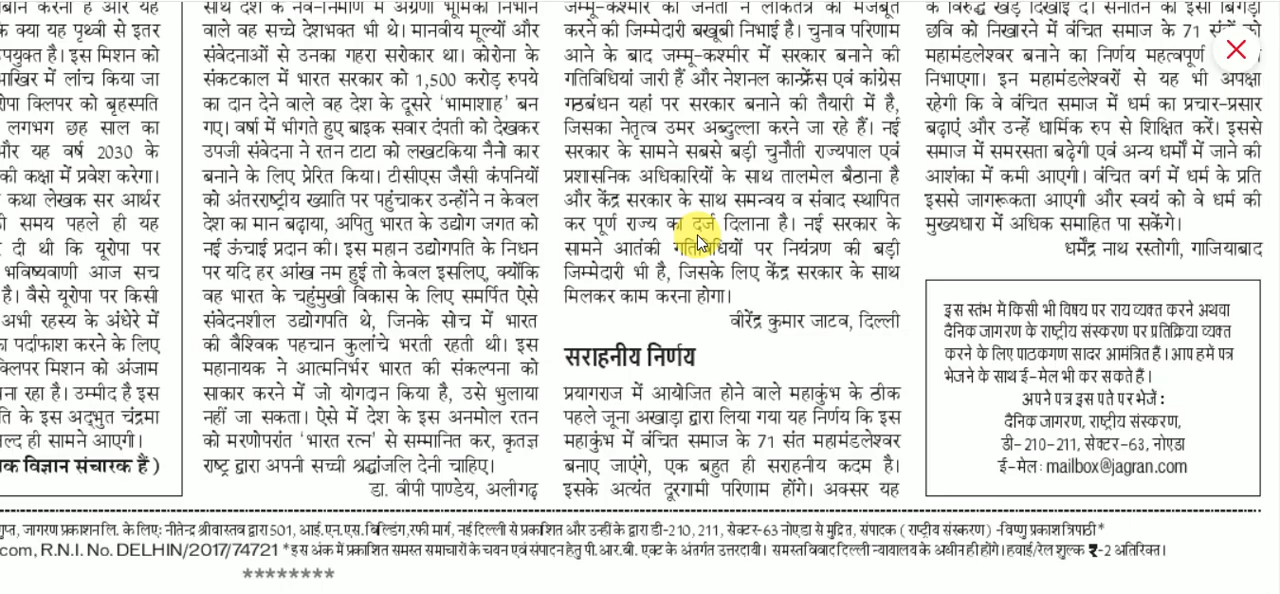 क्या यह पृथ्वी से इतर
है। इस मिशन को
में लांच किया जा
क्लिपर को बृहस्पति
लगभग छह साल का
और यह वर्ष 2030 के
की कक्षा में प्रवेश करेगा।
कथा लेखक सर आर्थर
समय पहले ही यह
दी थी कि यूरोपा पर
भविष्यवाणी आज सच
है। वैसे यूरोपा पर किसी
अभी रहस्य के अंधेरे में
पर्दाफाश करने के लिए
क्लिपर मिशन को अंजाम
रहा है। उम्मीद है इस
के इस अद्भुत चंद्रमा
ही सामने आएगी।
विज्ञान संचारक हैं )
साथ देश के नव-निर्माण में अग्रणी भूमिका निभाने
वाले वह सच्चे देशभक्त भी थे। मानवीय मूल्यों और
संवेदनाओं से उनका गहरा सरोकार था। कोरोना के
संकटकाल में भारत सरकार को 1,500 करोड़ रुपये
का दान देने वाले वह देश के दूसरे 'भामाशाह' बन
गए। वर्षा में भीगते हुए बाइक सवार दंपती को देखकर
उपजी संवेदना ने रतन टाटा को लखटकिया नैनो कार
बनाने के लिए प्रेरित किया। टीसीएस जैसी कंपनियों
को अंतरराष्ट्रीय ख्याति पर पहुंचाकर उन्होंने न केवल
देश का मान बढ़ाया, अपितु भारत के उद्योग जगत को
नई ऊंचाई प्रदान की। इस महान उद्योगपति के निधन
पर यदि हर आंख नम हुई तो केवल इसलिए, क्योंकि
वह भारत के चहुंमुखी विकास के लिए समर्पित ऐसे
संवेदनशील उद्योगपति थे, जिनके सोच में भारत
की वैश्विक पहचान कुलांचे भरती रहती थी। इस
महानायक ने आत्मनिर्भर भारत की संकल्पना को
साकार करने में जो योगदान किया है, उसे भुलाया
नहीं जा सकता। ऐसे में देश के इस अनमोल रतन
को मरणोपरांत 'भारत रत्न' से सम्मानित कर, कृतज्ञ
राष्ट्र द्वारा अपनी सच्ची श्रद्धांजलि देनी चाहिए।
डा. वीपी पाण्डेय, अलीगढ़
जम्मू-कश्मीर की जनता ने लोकतंत्र को मजबूत
करने की जिम्मेदारी बखूबी निभाई है। चुनाव परिणाम
आने के बाद जम्मू-कश्मीर में सरकार बनाने की
गतिविधियां जारी हैं और नेशनल कान्फ्रेंस एवं कांग्रेस
गठबंधन यहां पर सरकार बनाने की तैयारी में है,
जिसका नेतृत्व उमर अब्दुल्ला करने जा रहे हैं। नई
सरकार के सामने सबसे बड़ी चुनौती राज्यपाल एवं
प्रशासनिक अधिकारियों के साथ तालमेल बैठाना है
और केंद्र सरकार के साथ समन्वय व संवाद स्थापित
कर पूर्ण राज्य का दर्ज दिलाना है। नई सरकार के
सामने आतंकी गतिविधियों पर नियंत्रण की बड़ी
जिम्मेदारी भी है, जिसके लिए केंद्र सरकार के साथ
मिलकर काम करना होगा।
वीरेंद्र कुमार जाटव, दिल्ली
सराहनीय निर्णय
प्रयागराज में आयोजित होने वाले महाकुंभ के ठीक
पहले जूना अखाड़ा द्वारा लिया गया यह निर्णय कि इस
महाकुंभ में वंचित समाज के 71 संत महामंडलेश्वर
बनाए जाएंगे, एक बहुत ही सराहनीय कदम है।
इसके अत्यंत दूरगामी परिणाम होंगे। अक्सर यह
के विरुद्ध खड़े दिखाई दे। सनातन की इसी बिगड़ी
छवि को निखारने में वंचित समाज के 71 संतों को
महामंडलेश्वर बनाने का निर्णय महत्वपूर्ण
निभाएगा। इन महामंडलेश्वरों से यह भी अपेक्षा
रहेगी कि वे वंचित समाज में धर्म का प्रचार-प्रसार
बढ़ाएं और उन्हें धार्मिक रुप से शिक्षित करें। इससे
समाज में समरसता बढ़ेगी एवं अन्य धर्मों में जाने की
आशंका में कमी आएगी। वंचित वर्ग में धर्म के प्रति
इससे जागरूकता आएगी और स्वयं को वे धर्म की
मुख्यधारा में अधिक समाहित पा सकेंगे।
धर्मेंद्र नाथ रस्तोगी, गाजियाबाद
इस स्तंभ में किसी भी विषय पर राय व्यक्त करने अथवा
दैनिक जागरण के राष्ट्रीय संस्करण पर प्रतिक्रिया व्यक्त
करने के लिए पाठकगण सादर आमंत्रित हैं। आप हमें पत्र
भेजने के साथ ई-मेल भी कर सकते हैं।
अपने पत्र इस पते पर भेजें :
दैनिक जागरण, राष्ट्रीय संस्करण,
डी- 210-211, सेक्टर-63, नोएडा
ई-मेल: mailbox@jagran.com
गुप्त, जागरण प्रकाशन लि. के लिए: नीतेन्द्र श्रीवास्तव द्वारा 501, आई.एन.एस. बिल्डिंग, रफी मार्ग, नई दिल्ली से प्रकाशित और उन्हीं के द्वारा डी-210, 211, सेक्टर-63 नोएडा से मुद्रित, संपादक ( राष्ट्रीय संस्करण ) -विष्णु प्रकाश त्रिपाठी *
com, R.N.I. No. DELHIN/2017/74721 * इस अंक में प्रकाशित समस्त समाचारों के चयन एवं संपादन हेतु पी.आर.बी. एक्ट के अंतर्गत उत्तरदायी। समस्त विवाद दिल्ली न्यायालय के अधीन ही होंगे। हवाई/रेल शुल्क ₹-2 अतिरिक्त।
********